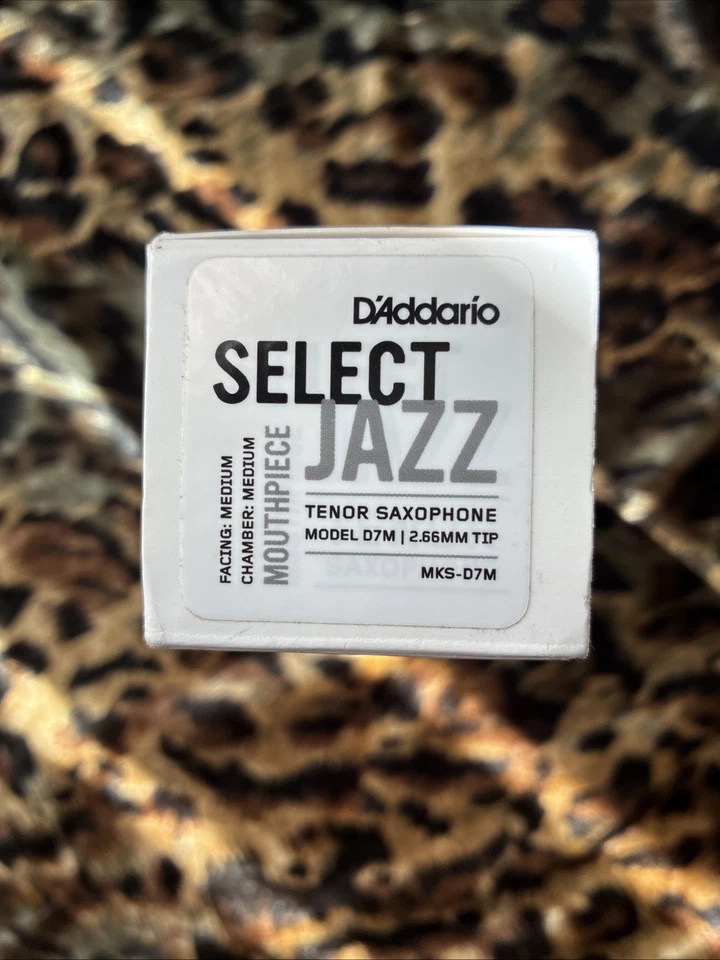 D'Addario
SELECT
JAZZ
MOUTHPIECE
FACING: MEDIUM
CHAMBER: MEDIUM
TENOR SAXOPHONE
MODEL D7M | 2.66MM TIP
MKS-D7M